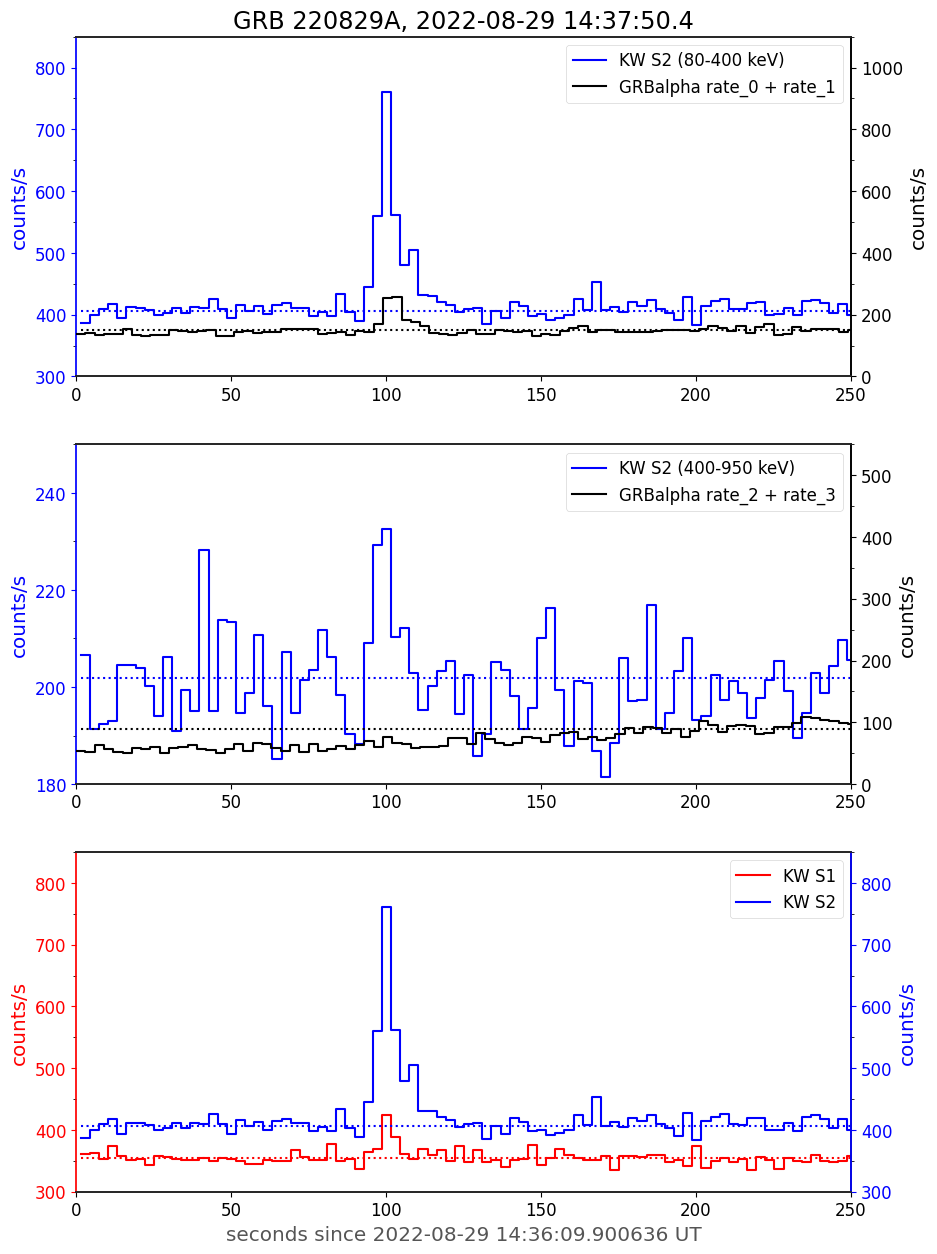 GRB 220829A, 2022-08-29 14:37:50.4
KW S2 (80-400 keV)
GRBalpha rate_0 + rate_1
counts/s
counts/s
800
700
600
500
400
300
1000
800
600
400
200
0
0 50 100 150 200 250
KW S2 (400-950 keV)
GRBalpha rate_2 + rate_3
counts/s
counts/s
240
220
200
180
500
400
300
200
100
0
0 50 100 150 200 250
KW S1
KW S2
counts/s
counts/s
800
700
600
500
400
300
800
700
600
500
400
300
0 50 100 150 200 250
seconds since 2022-08-29 14:36:09.900636 UT